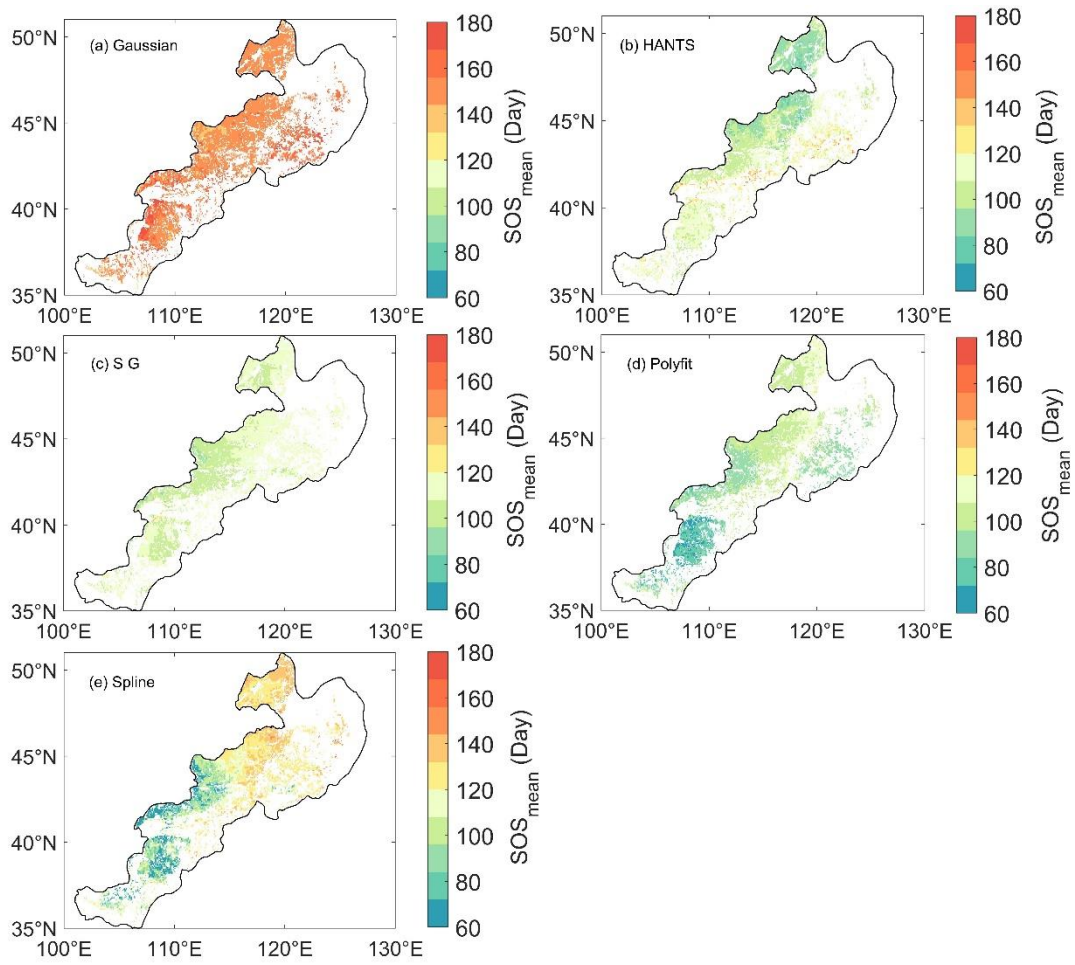 (a) Gaussian
50°N
45°N
40°N
35°N
100°E 110°E 120°E 130°E
180
160
140
120
100
80
60
SOSmean (Day)
(b) HANTS
50°N
45°N
40°N
35°N
100°E 110°E 120°E 130°E
180
160
140
120
100
80
60
SOSmean (Day)
(c) S G
50°N
45°N
40°N
35°N
100°E 110°E 120°E 130°E
180
160
140
120
100
80
60
SOSmean (Day)
(d) Polyfit
50°N
45°N
40°N
35°N
100°E 110°E 120°E 130°E
180
160
140
120
100
80
60
SOSmean (Day)
(e) Spline
50°N
45°N
40°N
35°N
100°E 110°E 120°E 130°E
180
160
140
120
100
80
60
SOSmean (Day)